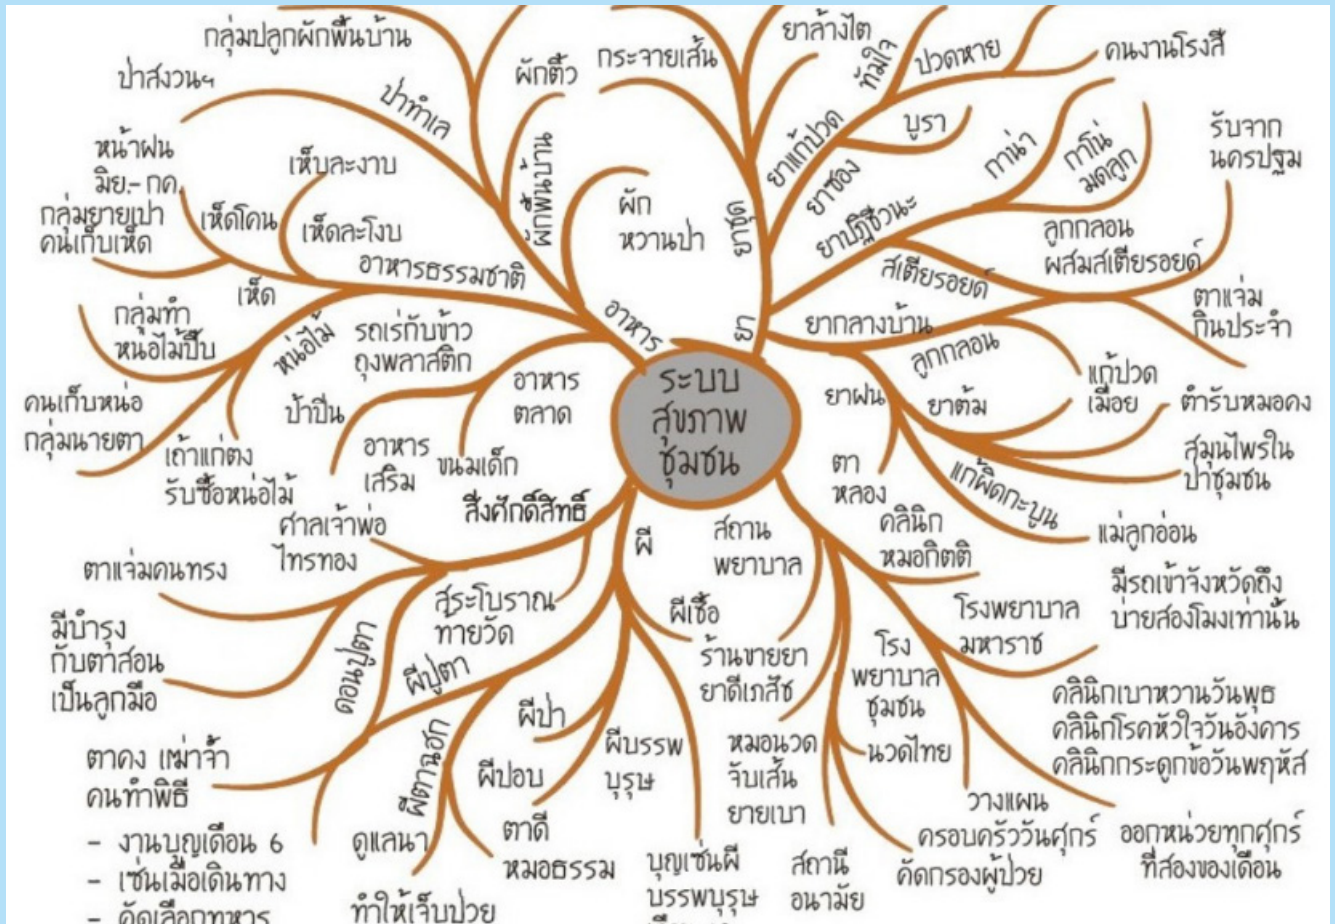 กลุ่มปลูกผักพื้นบ้าน
ป่าสงวนฯ
ป่าทำเล
ผักติ้ว
ผักพื้นบ้าน
ผัก
หวานป่า
หน้าฝน
มิย.- กค.
กลุ่มยายเปา
คนเก็บเห็ด
เห็ดโคน
เห็บละงาบ
เห็ดละโงบ
อาหารธรรมชาติ
เห็ด
อาหาร
กลุ่มทำ
หนอไม้ปี๊บ
หน่อไม้
คนเก็บหน่อ
กลุ่มนายตา
เถ้าแก่ตง
รับซื้อหน่อไม้
รถเร่กับข้าว
ถุงพลาสติก
ป้าปืน
อาหาร
ตลาด
อาหาร
เสริม
ขนมเด็ก
กระจายเส้น
ยาล้างไต
ยาชุด
ทัมใจ
ปวดหาย
คนงานโรงสี
ยาแก้ปวด
บูรา
ยาซอง
กาน่า
กาโน่
มดลูก
รับจาก
นครปฐม
ยาปฏิชีวนะ
ลูกกลอน
ผสมสเตียรอยด์
สเตียรอยด์
ตาแจ่ม
กินประจำ
ยา
ยากลางบ้าน
ลูกกลอน
แก้ปวด
เมื่อย
ยาฝน
ยาต้ม
ตำรับหมอคง
สมุนไพรใน
ป่าชุมชน
ตา
หลอง
แก้ผิดกะบูน
แม่ลูกอ่อน
ระบบ
สุขภาพ
ชุมชน
สิ่งศักดิ์สิทธิ์
ศาลเจ้าพ่อ
ไทรทอง
ตาแจ่มคนทรง
มีบำรุง
กับตาสอน
เป็นลูกมือ
สระโบราณ
ท้ายวัด
ดอนปูตา
ผีปูตา
ตาคง เฒ่าจ้ำ
คนทำพิธี
- งานบุญเดือน 6
- เซ่นเมื่อเดินทาง
- คัดเลือกทหาร
ผี
ผีเชื้อ
ผีป่า
ผีปอบ
ผีบรรพ
บุรุษ
ผีตาแฮก
ดูแลนา
ทำให้เจ็บป่วย
ตาดี
หมอธรรม
บุญเซ่นผี
บรรพบุรุษ
สถาน
พยาบาล
คลินิก
หมอกิตติ
โรงพยาบาล
มหาราช
มีรถเข้าจังหวัดถึง
บ่ายสองโมงเท่านั้น
ร้านขายยา
ยาดีเภสัช
โรง
พยาบาล
ชุมชน
คลินิกเบาหวานวันพุธ
คลินิกโรคหัวใจวันอังคาร
คลินิกกระดูกข้อวันพฤหัส
หมอนวด
จับเส้น
ยายเบา
นวดไทย
วางแผน
ครอบครัววันศุกร์
คัดกรองผู้ป่วย
ออกหน่วยทุกศุกร์
ที่สองของเดือน
สถานี
อนามัย